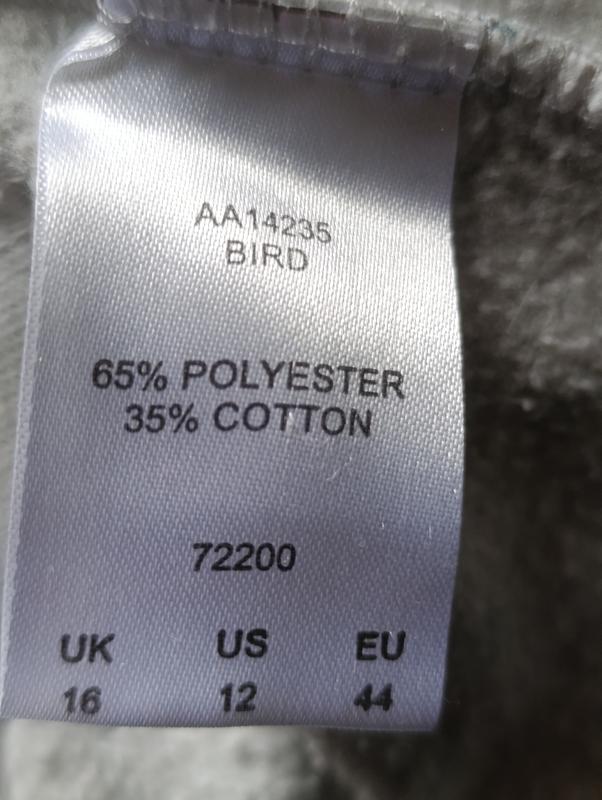 AA14235
BIRD
65% POLYESTER
35% COTTON
72200
UK US EU
16 12 44